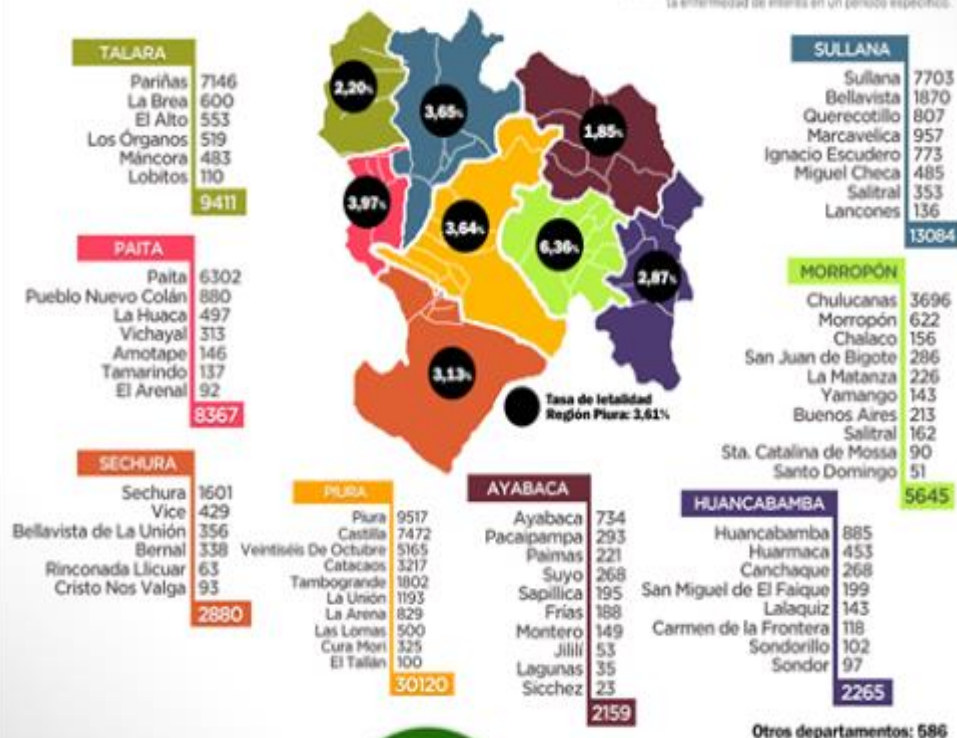 la enfermedad de interés en un período específico.
TALARA
Pariñas 7146
La Brea 600
El Alto 553
Los Órganos 519
Máncora 483
Lobitos 110
9411
PAITA
Paita 6302
Pueblo Nuevo Colán 880
La Huaca 497
Vichayal 313
Amotape 146
Tamarindo 137
El Arenal 92
8367
SECHURA
Sechura 1601
Vice 429
Bellavista de La Unión 356
Bernal 338
Rinconada Llicuar 63
Cristo Nos Valga 93
2880
2,20%
3,65%
1,85%
3,97%
3,64%
6,36%
2,87%
3,13%
Tasa de letalidad
Región Piura: 3,61%
SULLANA
Sullana 7703
Bellavista 1870
Querecotillo 807
Marcavelica 957
Ignacio Escudero 773
Miguel Checa 485
Salitral 353
Lancones 136
13084
MORROPÓN
Chulucanas 3696
Morropón 622
Chalaco 156
San Juan de Bigote 286
La Matanza 226
Yamango 143
Buenos Aires 213
Salitral 162
Sta. Catalina de Mossa 90
Santo Domingo 51
5645
PIURA
Piura 9517
Castilla 7472
Veintiséis De Octubre 5165
Catacaos 3217
Tambogrande 1802
La Unión 1193
La Arena 829
Las Lomas 500
Cura Mori 325
El Tallán 100
30120
AYABACA
Ayabaca 734
Pacaipampa 293
Paimas 221
Suyo 268
Sapillica 195
Frías 188
Montero 149
Jililí 53
Lagunas 35
Sicchez 23
2159
HUANCABAMBA
Huancabamba 885
Huarmaca 453
Canchaque 268
San Miguel de El Faique 199
Lalaquiz 143
Carmen de la Frontera 118
Sondorillo 102
Sondor 97
2265
Otros departamentos: 586